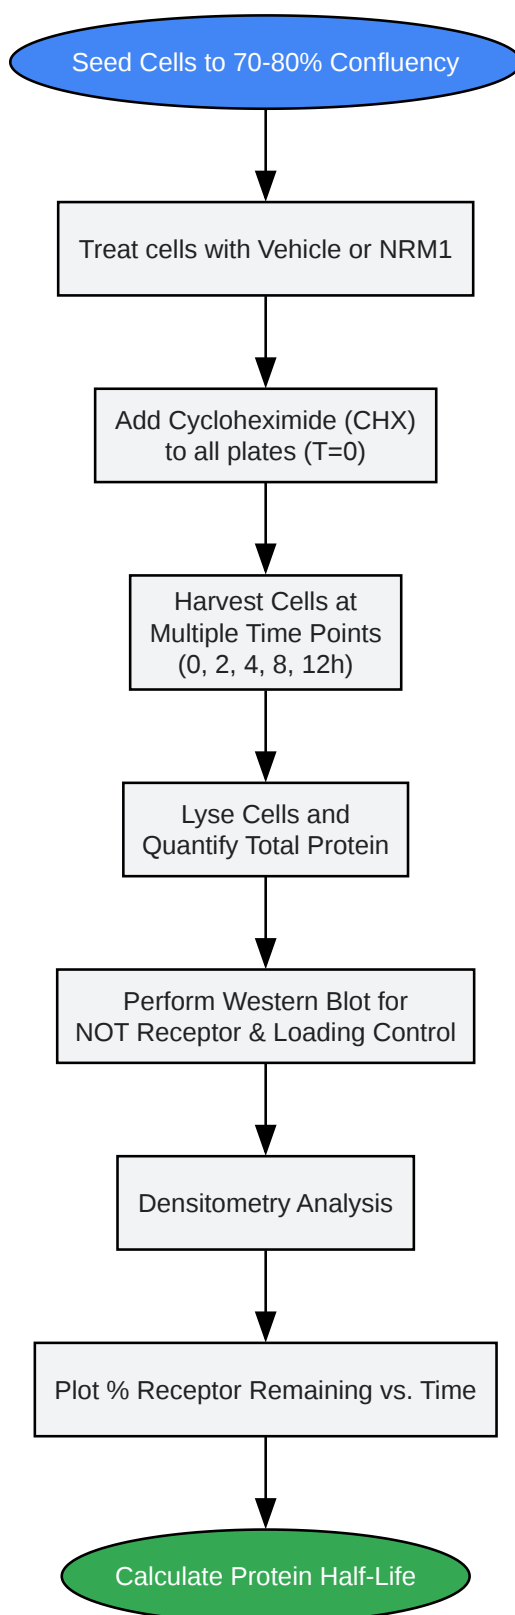 Seed Cells to 70-80% Confluency
Treat cells with Vehicle or NRM1
Add Cycloheximide (CHX)
to all plates (T=0)
Harvest Cells at
Multiple Time Points
(0, 2, 4, 8, 12h)
Lyse Cells and
Quantify Total Protein
Perform Western Blot for
NOT Receptor & Loading Control
Densitometry Analysis
Plot % Receptor Remaining vs. Time
Calculate Protein Half-Life